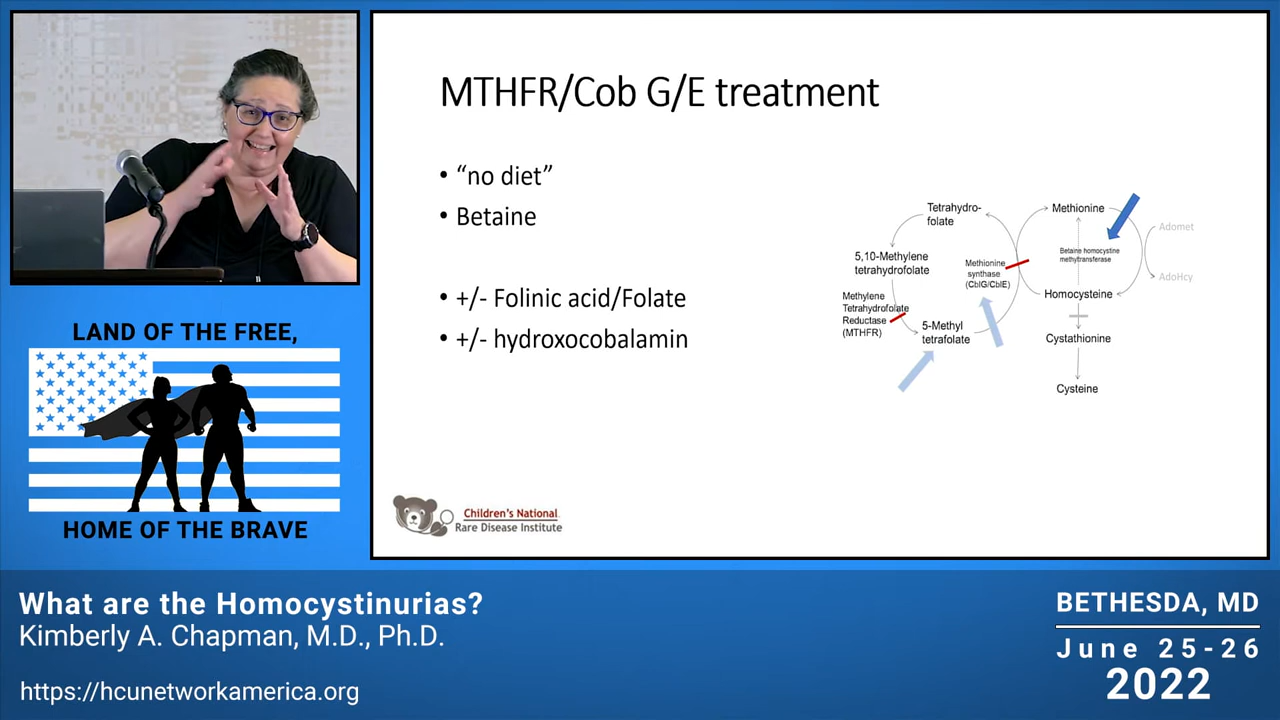 MTHFR/Cob G/E treatment
• “no diet”
• Betaine
• +/- Folinic acid/Folate
• +/- hydroxocobalamin
Tetrahydro-
folate
5,10-Methylene
tetrahydrofolate
Methylene
Tetrahydrofolate
Reductase
(MTHFR)
5-Methyl
tetrafolate
Methionine
synthase
(CblG/CblE)
Methionine
Betaine homocystine
methyltransferase
Homocysteine
Cystathionine
Cysteine
Adomet
AdoHcy
Children's National
Rare Disease Institute
LAND OF THE FREE,
HOME OF THE BRAVE
What are the Homocystinurias?
Kimberly A. Chapman, M.D., Ph.D.
https://hcunetworkamerica.org
BETHESDA, MD
June 25-26
2022